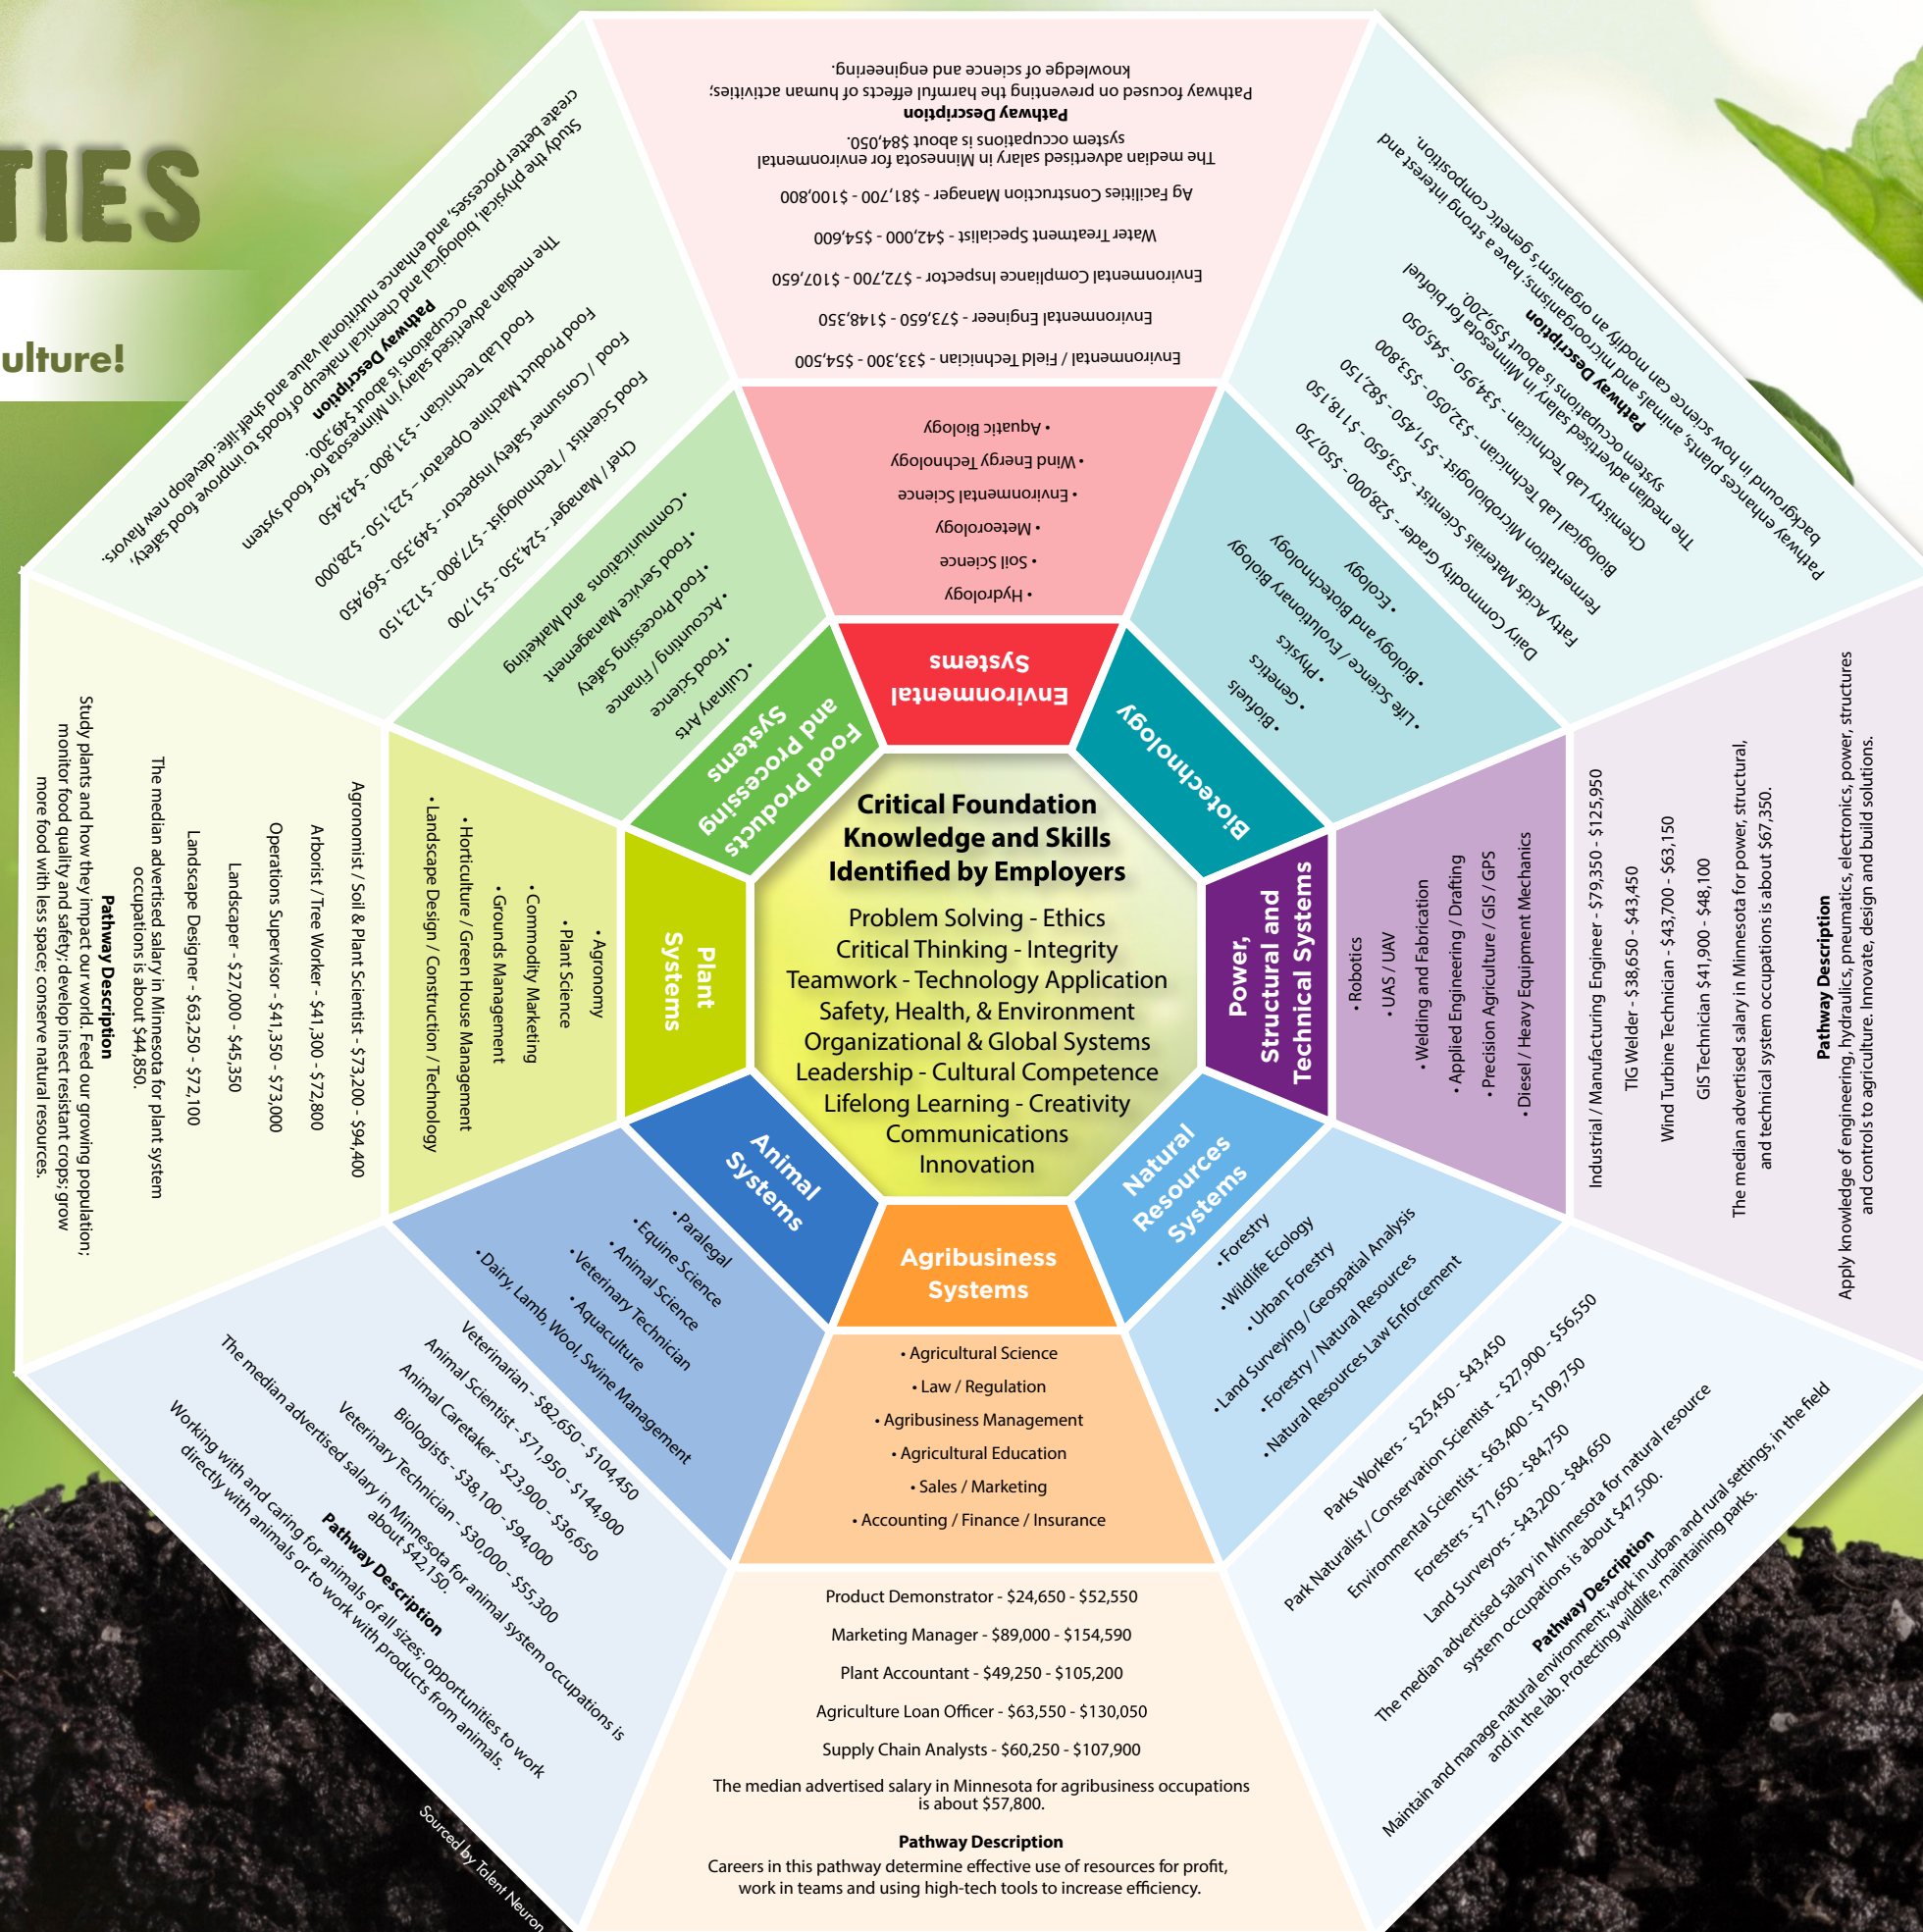 TIES
ulture!
Critical Foundation
Knowledge and Skills
Identified by Employers
Problem Solving - Ethics
Critical Thinking - Integrity
Teamwork - Technology Application
Safety, Health, & Environment
Organizational & Global Systems
Leadership - Cultural Competence
Lifelong Learning - Creativity
Communications
Innovation
Environmental
Systems
• Hydrology
• Soil Science
• Meteorology
• Environmental Science
• Wind Energy Technology
• Aquatic Biology
Environmental / Field Technician - $33,300 - $54,500
Environmental Engineer - $73,650 - $148,350
Environmental Compliance Inspector - $72,700 - $107,650
Water Treatment Specialist - $42,000 - $54,600
Ag Facilities Construction Manager - $81,700 - $100,800
The median advertised salary in Minnesota for environmental
system occupations is about $84,050.
Pathway Description
Pathway focused on preventing the harmful effects of human activities;
knowledge of science and engineering.
Biotechnology
• Biofuels
• Genetics
• Physics
• Life Science / Evolutionary Biology
• Biology and Biotechnology
• Ecology
Dairy Commodity Grader - $28,000 - $50,750
Fatty Acids Materials Scientist - $53,650 - $118,150
Fermentation Microbiologist - $51,450 - $82,150
Biological Lab Technician - $32,050 - $53,800
Chemistry Lab Technician - $34,950 - $45,050
The median advertised salary in Minnesota for biofuel
system occupations is about $59,200.
Pathway Description
Pathway enhances plants, animals and microorganisms; have a strong interest and
background in how science can modify an organism's genetic composition.
Power,
Structural and
Technical Systems
• Robotics
• UAS / UAV
• Welding and Fabrication
• Applied Engineering / Drafting
• Precision Agriculture / GIS / GPS
• Diesel / Heavy Equipment Mechanics
Industrial / Manufacturing Engineer - $79,350 - $125,950
TIG Welder - $38,650 - $43,450
Wind Turbine Technician - $43,700 - $63,150
GIS Technician $41,900 - $48,100
The median advertised salary in Minnesota for power, structural,
and technical system occupations is about $67,350.
Pathway Description
Apply knowledge of engineering, hydraulics, pneumatics, electronics, power, structures
and controls to agriculture. Innovate, design and build solutions.
Natural
Resources
Systems
• Forestry
• Wildlife Ecology
• Urban Forestry
• Land Surveying / Geospatial Analysis
• Forestry / Natural Resources
• Natural Resources Law Enforcement
Parks Workers - $25,450 - $43,450
Park Naturalist / Conservation Scientist - $27,900 - $56,550
Environmental Scientist - $63,400 - $109,750
Foresters - $71,650 - $84,750
Land Surveyors - $43,200 - $84,650
The median advertised salary in Minnesota for natural resource
system occupations is about $47,500.
Pathway Description
Maintain and manage natural environment; work in urban and rural settings, in the field
and in the lab. Protecting wildlife, maintaining parks.
Agribusiness
Systems
• Agricultural Science
• Law / Regulation
• Agribusiness Management
• Agricultural Education
• Sales / Marketing
• Accounting / Finance / Insurance
Product Demonstrator - $24,650 - $52,550
Marketing Manager - $89,000 - $154,590
Plant Accountant - $49,250 - $105,200
Agriculture Loan Officer - $63,550 - $130,050
Supply Chain Analysts - $60,250 - $107,900
The median advertised salary in Minnesota for agribusiness occupations
is about $57,800.
Pathway Description
Careers in this pathway determine effective use of resources for profit,
work in teams and using high-tech tools to increase efficiency.
Animal
Systems
• Paralegal
• Equine Science
• Animal Science
• Veterinary Technician
• Aquaculture
• Dairy, Lamb, Wool, Swine Management
Veterinarian - $82,650 - $104,450
Animal Scientist - $71,950 - $144,900
Animal Caretaker - $23,900 - $36,650
Biologists - $38,100 - $94,000
Veterinary Technician - $30,000 - $55,300
The median advertised salary in Minnesota for animal system occupations is
about $42,150.
Pathway Description
Working with and caring for animals of all sizes; opportunities to work
directly with animals or to work with products from animals.
Plant
Systems
• Agronomy
• Plant Science
• Commodity Marketing
• Grounds Management
• Horticulture / Green House Management
• Landscape Design / Construction / Technology
Agronomist / Soil & Plant Scientist - $73,200 - $94,400
Arborist / Tree Worker - $41,300 - $72,800
Operations Supervisor - $41,350 - $73,000
Landscaper - $27,000 - $45,350
Landscape Designer - $63,250 - $72,100
The median advertised salary in Minnesota for plant system
occupations is about $44,850.
Pathway Description
Study plants and how they impact our world. Feed our growing population;
monitor food quality and safety; develop insect resistant crops; grow
more food with less space; conserve natural resources.
Food Products
and Processing
Systems
• Culinary Arts
• Food Science
• Accounting / Finance
• Food Processing Safety
• Food Service Management
• Communications and Marketing
Chef / Manager - $24,350 - $51,700
Food Scientist / Technologist - $77,800 - $123,150
Food / Consumer Safety Inspector - $49,350 - $69,450
Food Product Machine Operator – $23,150 - $28,000
Food Lab Technician - $31,800 - $43,450
The median advertised salary in Minnesota for food system
occupations is about $49,300.
Pathway Description
Study the physical, biological and chemical makeup of foods to improve food safety,
create better processes, and enhance nutritional value and shelf-life: develop new flavors.
Sourced by Talent Neuron